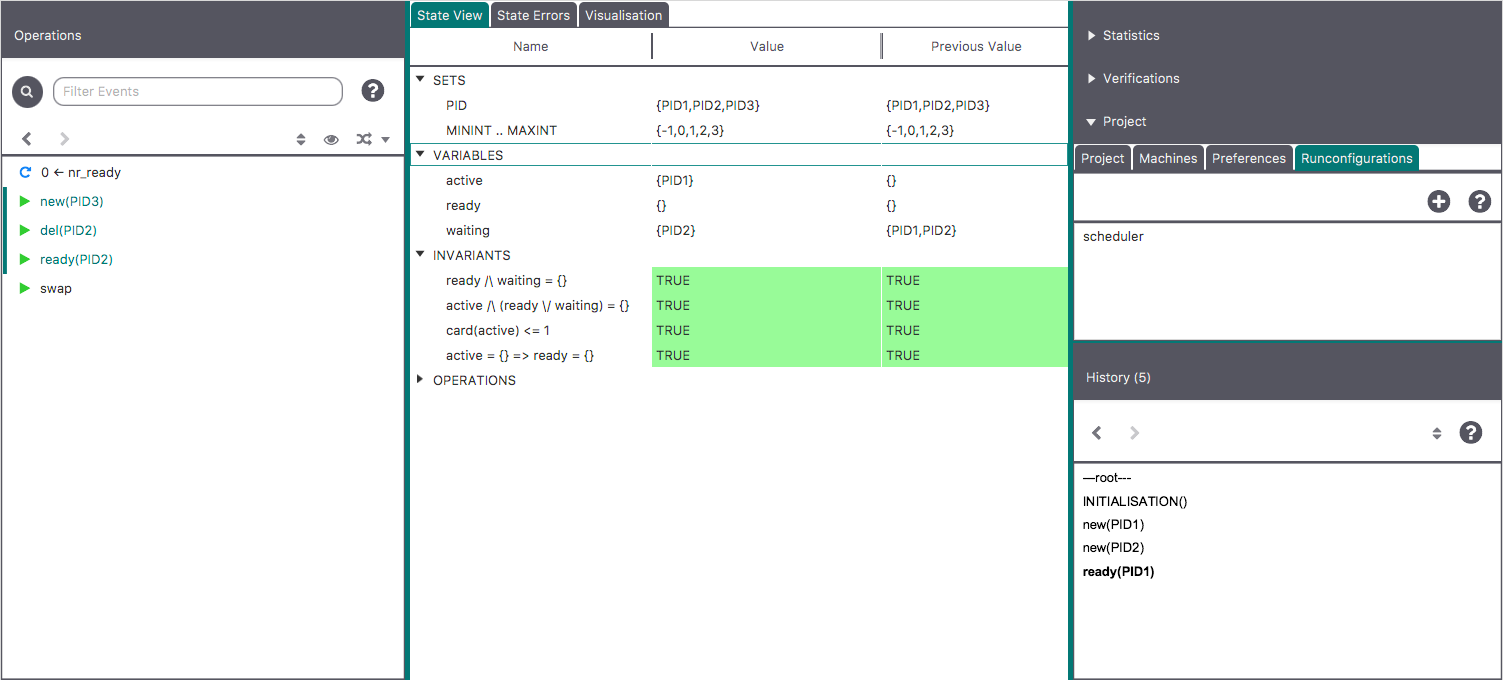 Operations
Filter Events
?
0 ← nr_ready
new(PID3)
del(PID2)
ready(PID2)
swap
State View State Errors Visualisation
Name Value Previous Value
SETS
PID {PID1,PID2,PID3} {PID1,PID2,PID3}
MININT .. MAXINT {-1,0,1,2,3} {-1,0,1,2,3}
VARIABLES
active {PID1} {}
ready {} {}
waiting {PID2} {PID1,PID2}
INVARIANTS
ready /\ waiting = {} TRUE TRUE
active /\ (ready \/ waiting) = {} TRUE TRUE
card(active) <= 1 TRUE TRUE
active = {} => ready = {} TRUE TRUE
OPERATIONS
Statistics
Verifications
Project
Project Machines Preferences Runconfigurations
?
scheduler
History (5)
?
---root---
INITIALISATION()
new(PID1)
new(PID2)
ready(PID1)